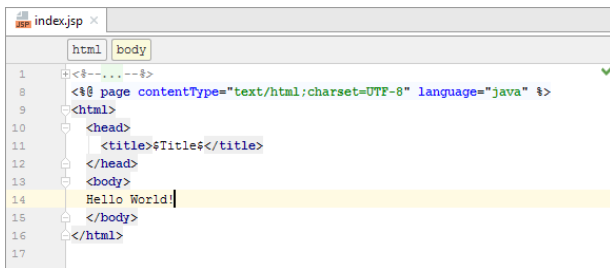 index.jsp
html body
1 <%--...--%>
8 <%@ page contentType="text/html;charset=UTF-8" language="java" %>
9 <html>
10 <head>
11 <title>$Title$</title>
12 </head>
13 <body>
14 Hello World!
15 </body>
16 </html>
17